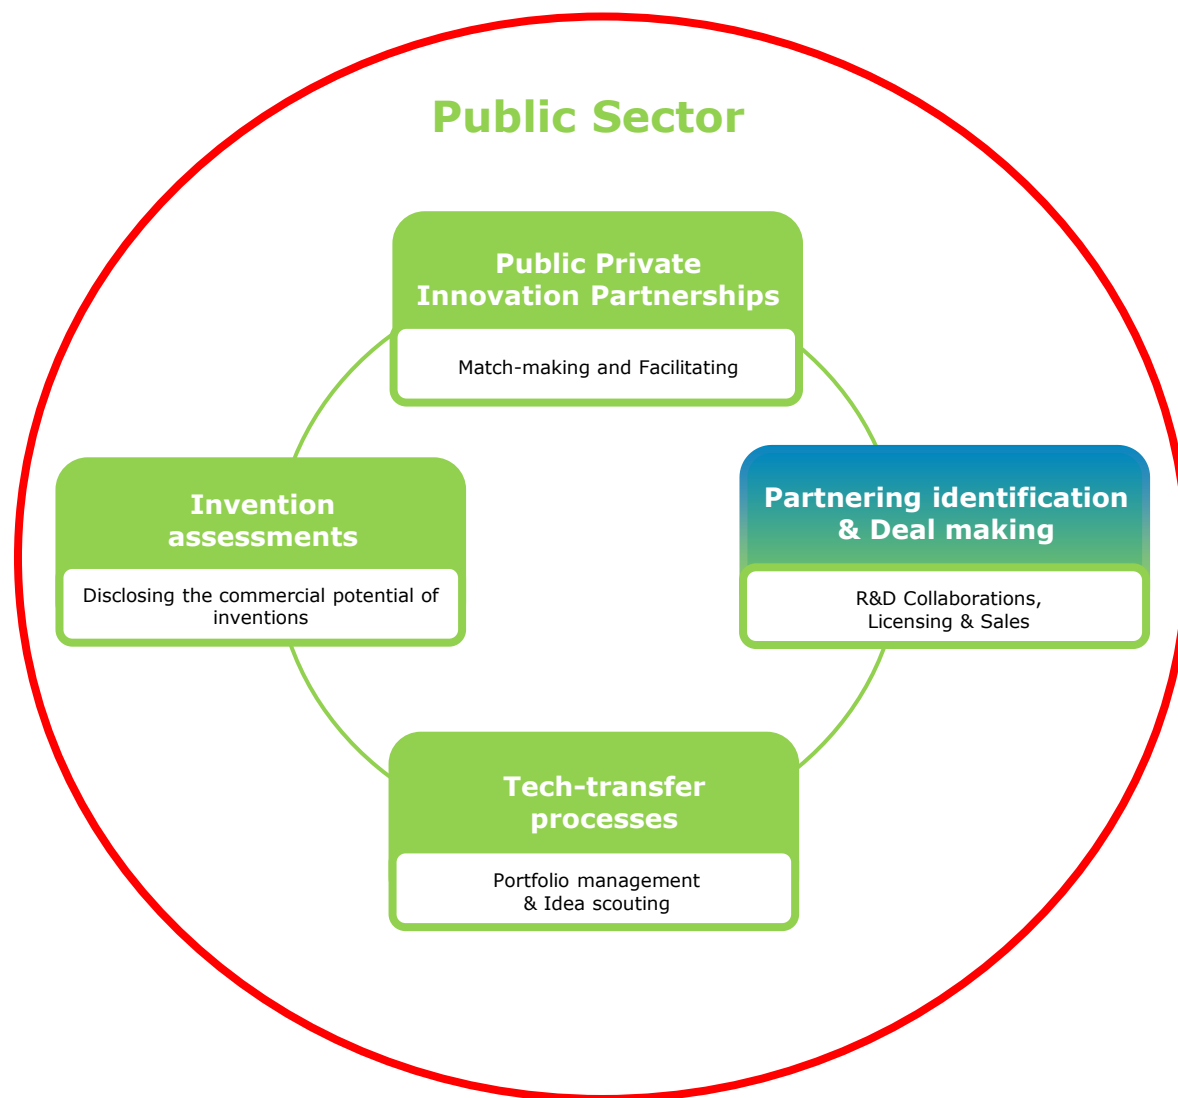 Public Sector
Public Private
Innovation Partnerships
Match-making and Facilitating
Invention
assessments
Disclosing the commercial potential of
inventions
Partnering identification
& Deal making
R&D Collaborations,
Licensing & Sales
Tech-transfer
processes
Portfolio management
& Idea scouting